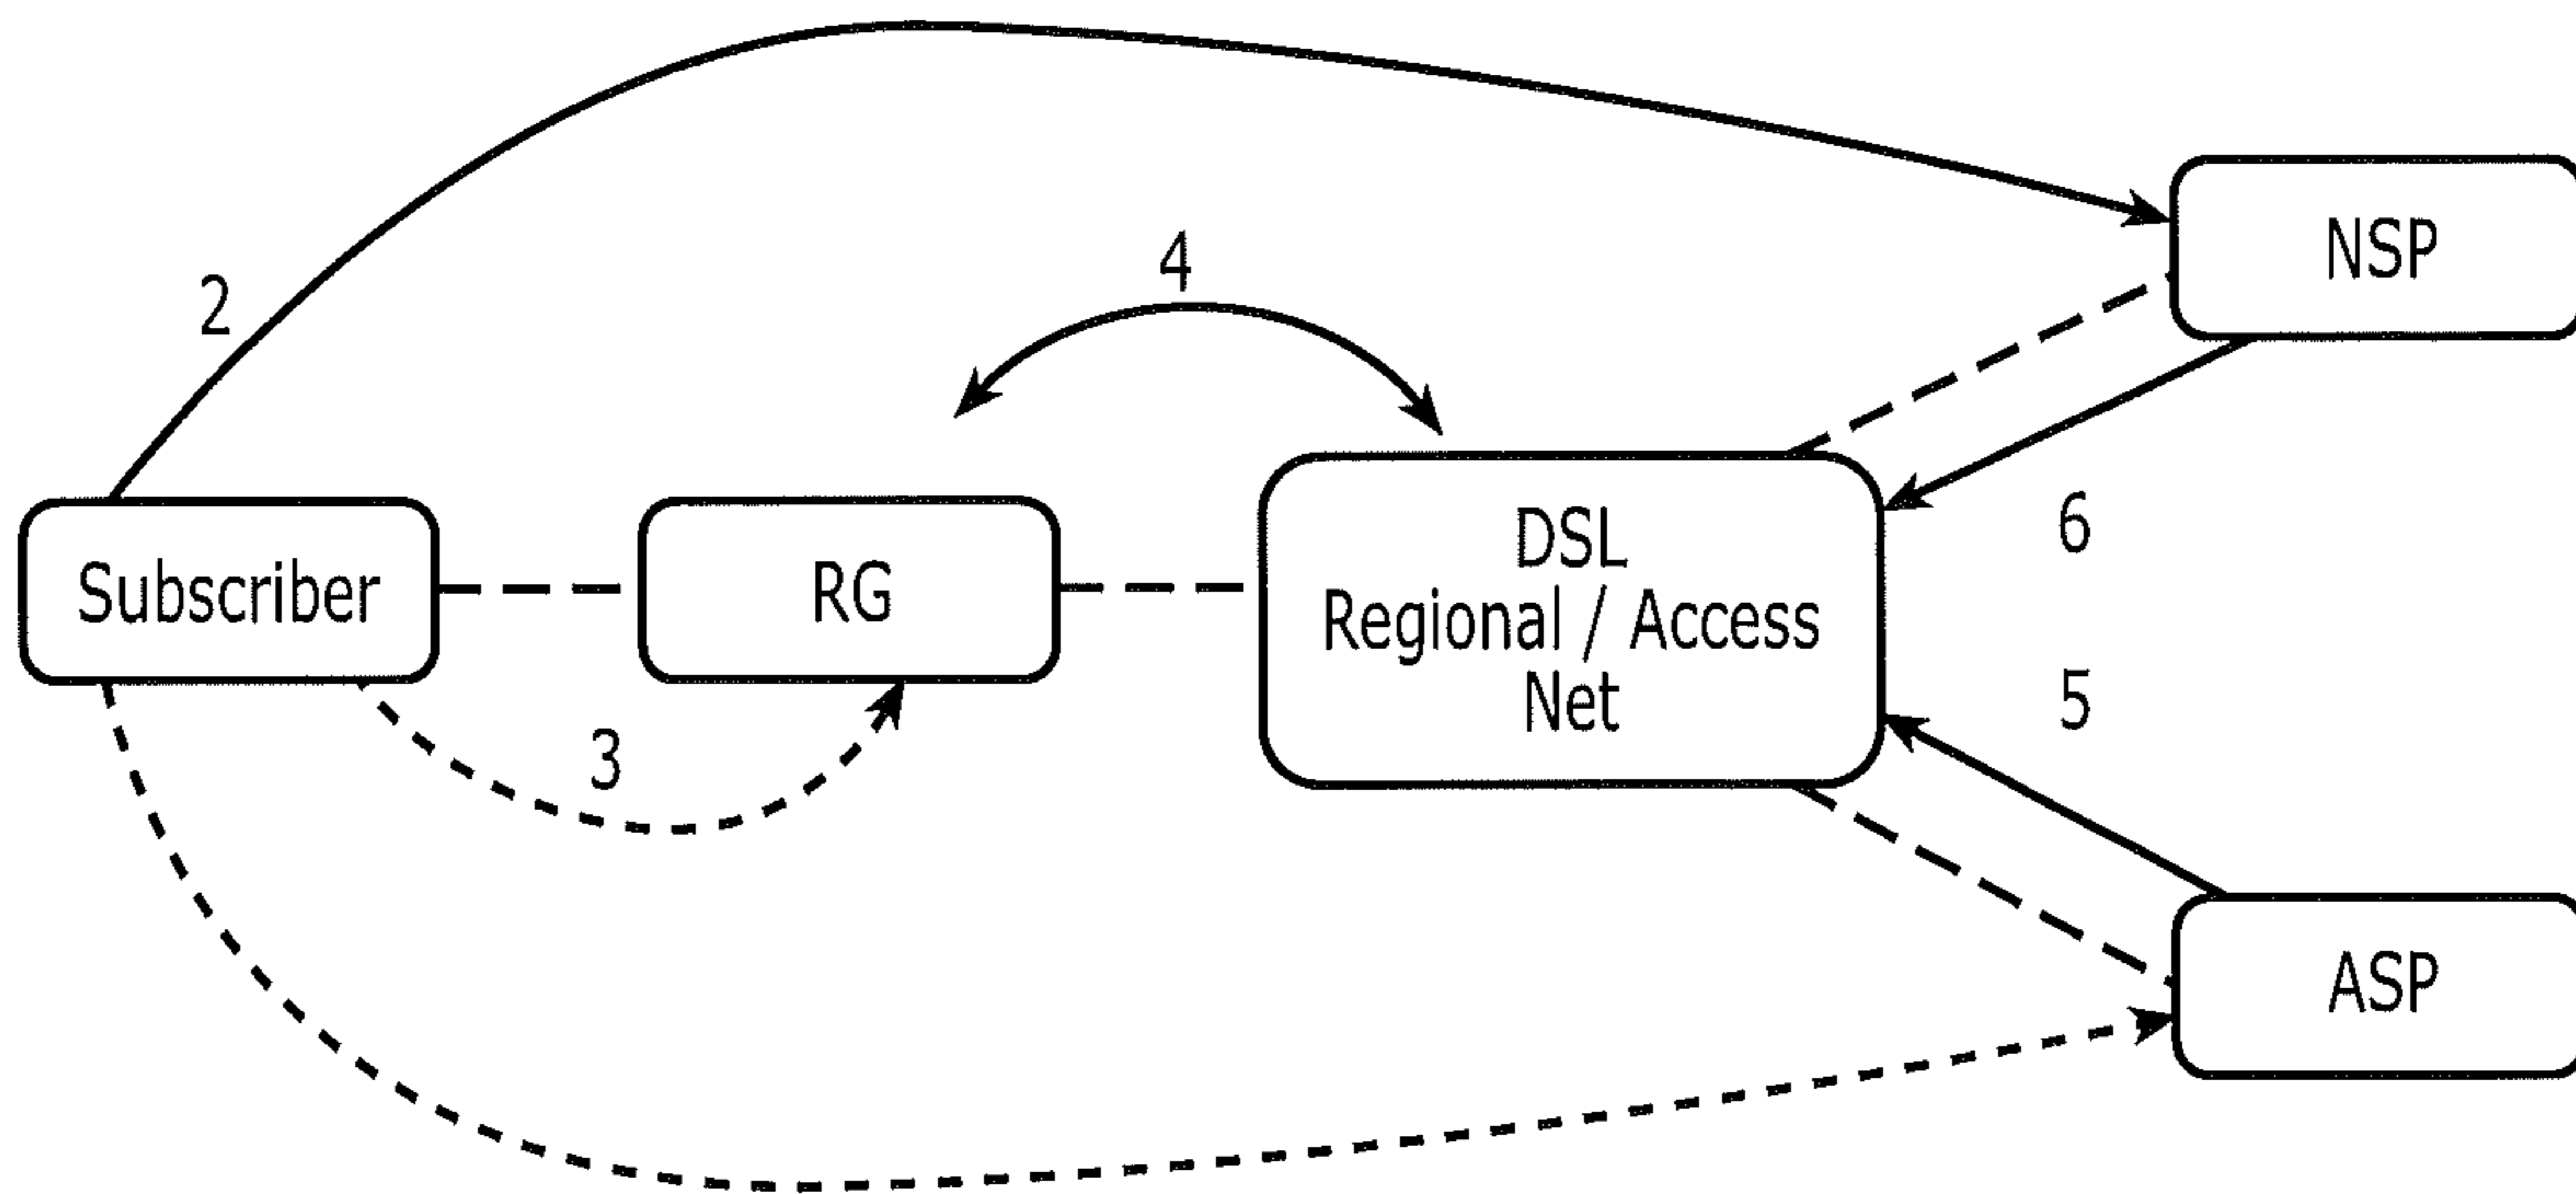 2
4
NSP
6
Subscriber
RG
DSL
Regional / Access
Net
5
3
ASP